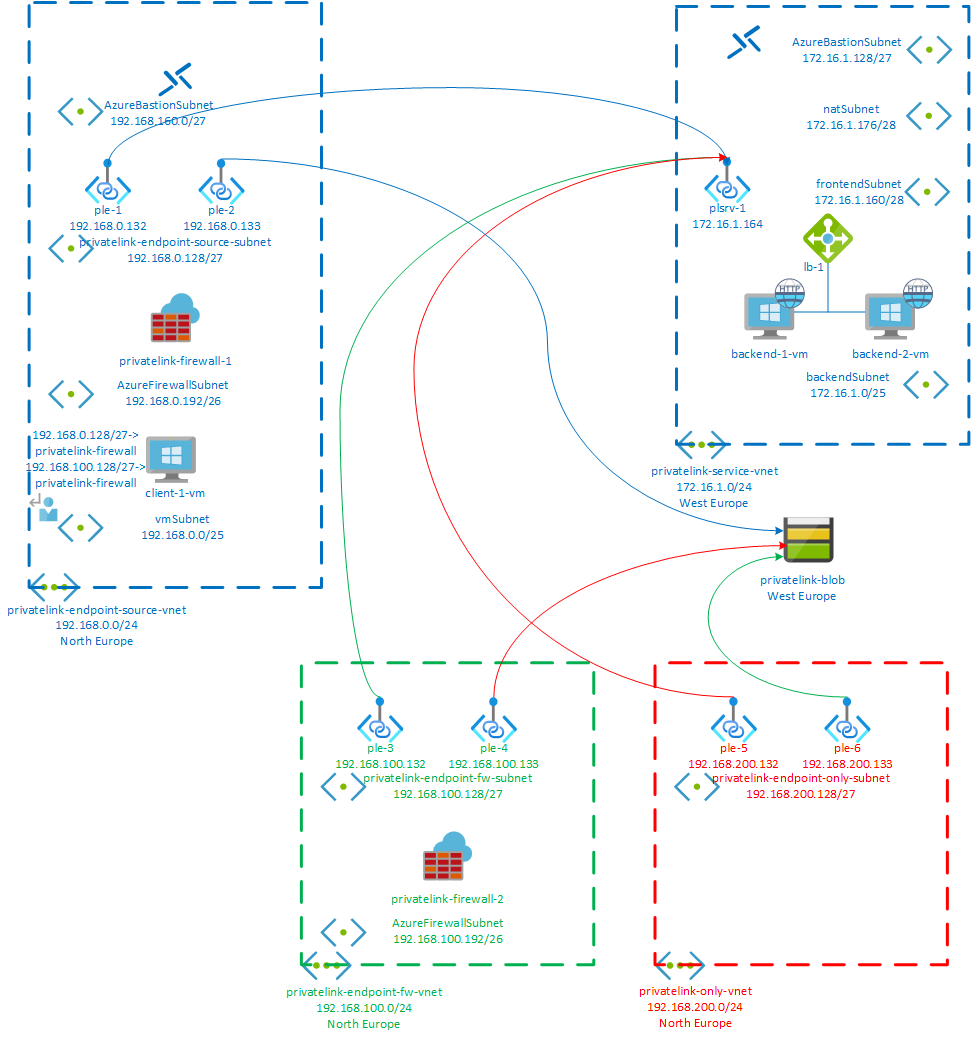 AzureBastionSubnet
192.168.160.0/27
ple-1
192.168.0.132
ple-2
192.168.0.133
privatelink-endpoint-source-subnet
192.168.0.128/27
privatelink-firewall-1
AzureFirewallSubnet
192.168.0.192/26
192.168.0.128/27->
privatelink-firewall
192.168.100.128/27->
privatelink-firewall
client-1-vm
vmSubnet
192.168.0.0/25
privatelink-endpoint-source-vnet
192.168.0.0/24
North Europe
AzureBastionSubnet
172.16.1.128/27
natSubnet
172.16.1.176/28
frontendSubnet
172.16.1.160/28
plsrv-1
172.16.1.164
lb-1
HTTP
HTTP
backend-1-vm
backend-2-vm
backendSubnet
172.16.1.0/25
privatelink-service-vnet
172.16.1.0/24
West Europe
privatelink-blob
West Europe
ple-3
192.168.100.132
ple-4
192.168.100.133
privatelink-endpoint-fw-subnet
192.168.100.128/27
privatelink-firewall-2
AzureFirewallSubnet
192.168.100.192/26
privatelink-endpoint-fw-vnet
192.168.100.0/24
North Europe
ple-5
192.168.200.132
ple-6
192.168.200.133
privatelink-endpoint-only-subnet
192.168.200.128/27
privatelink-only-vnet
192.168.200.0/24
North Europe